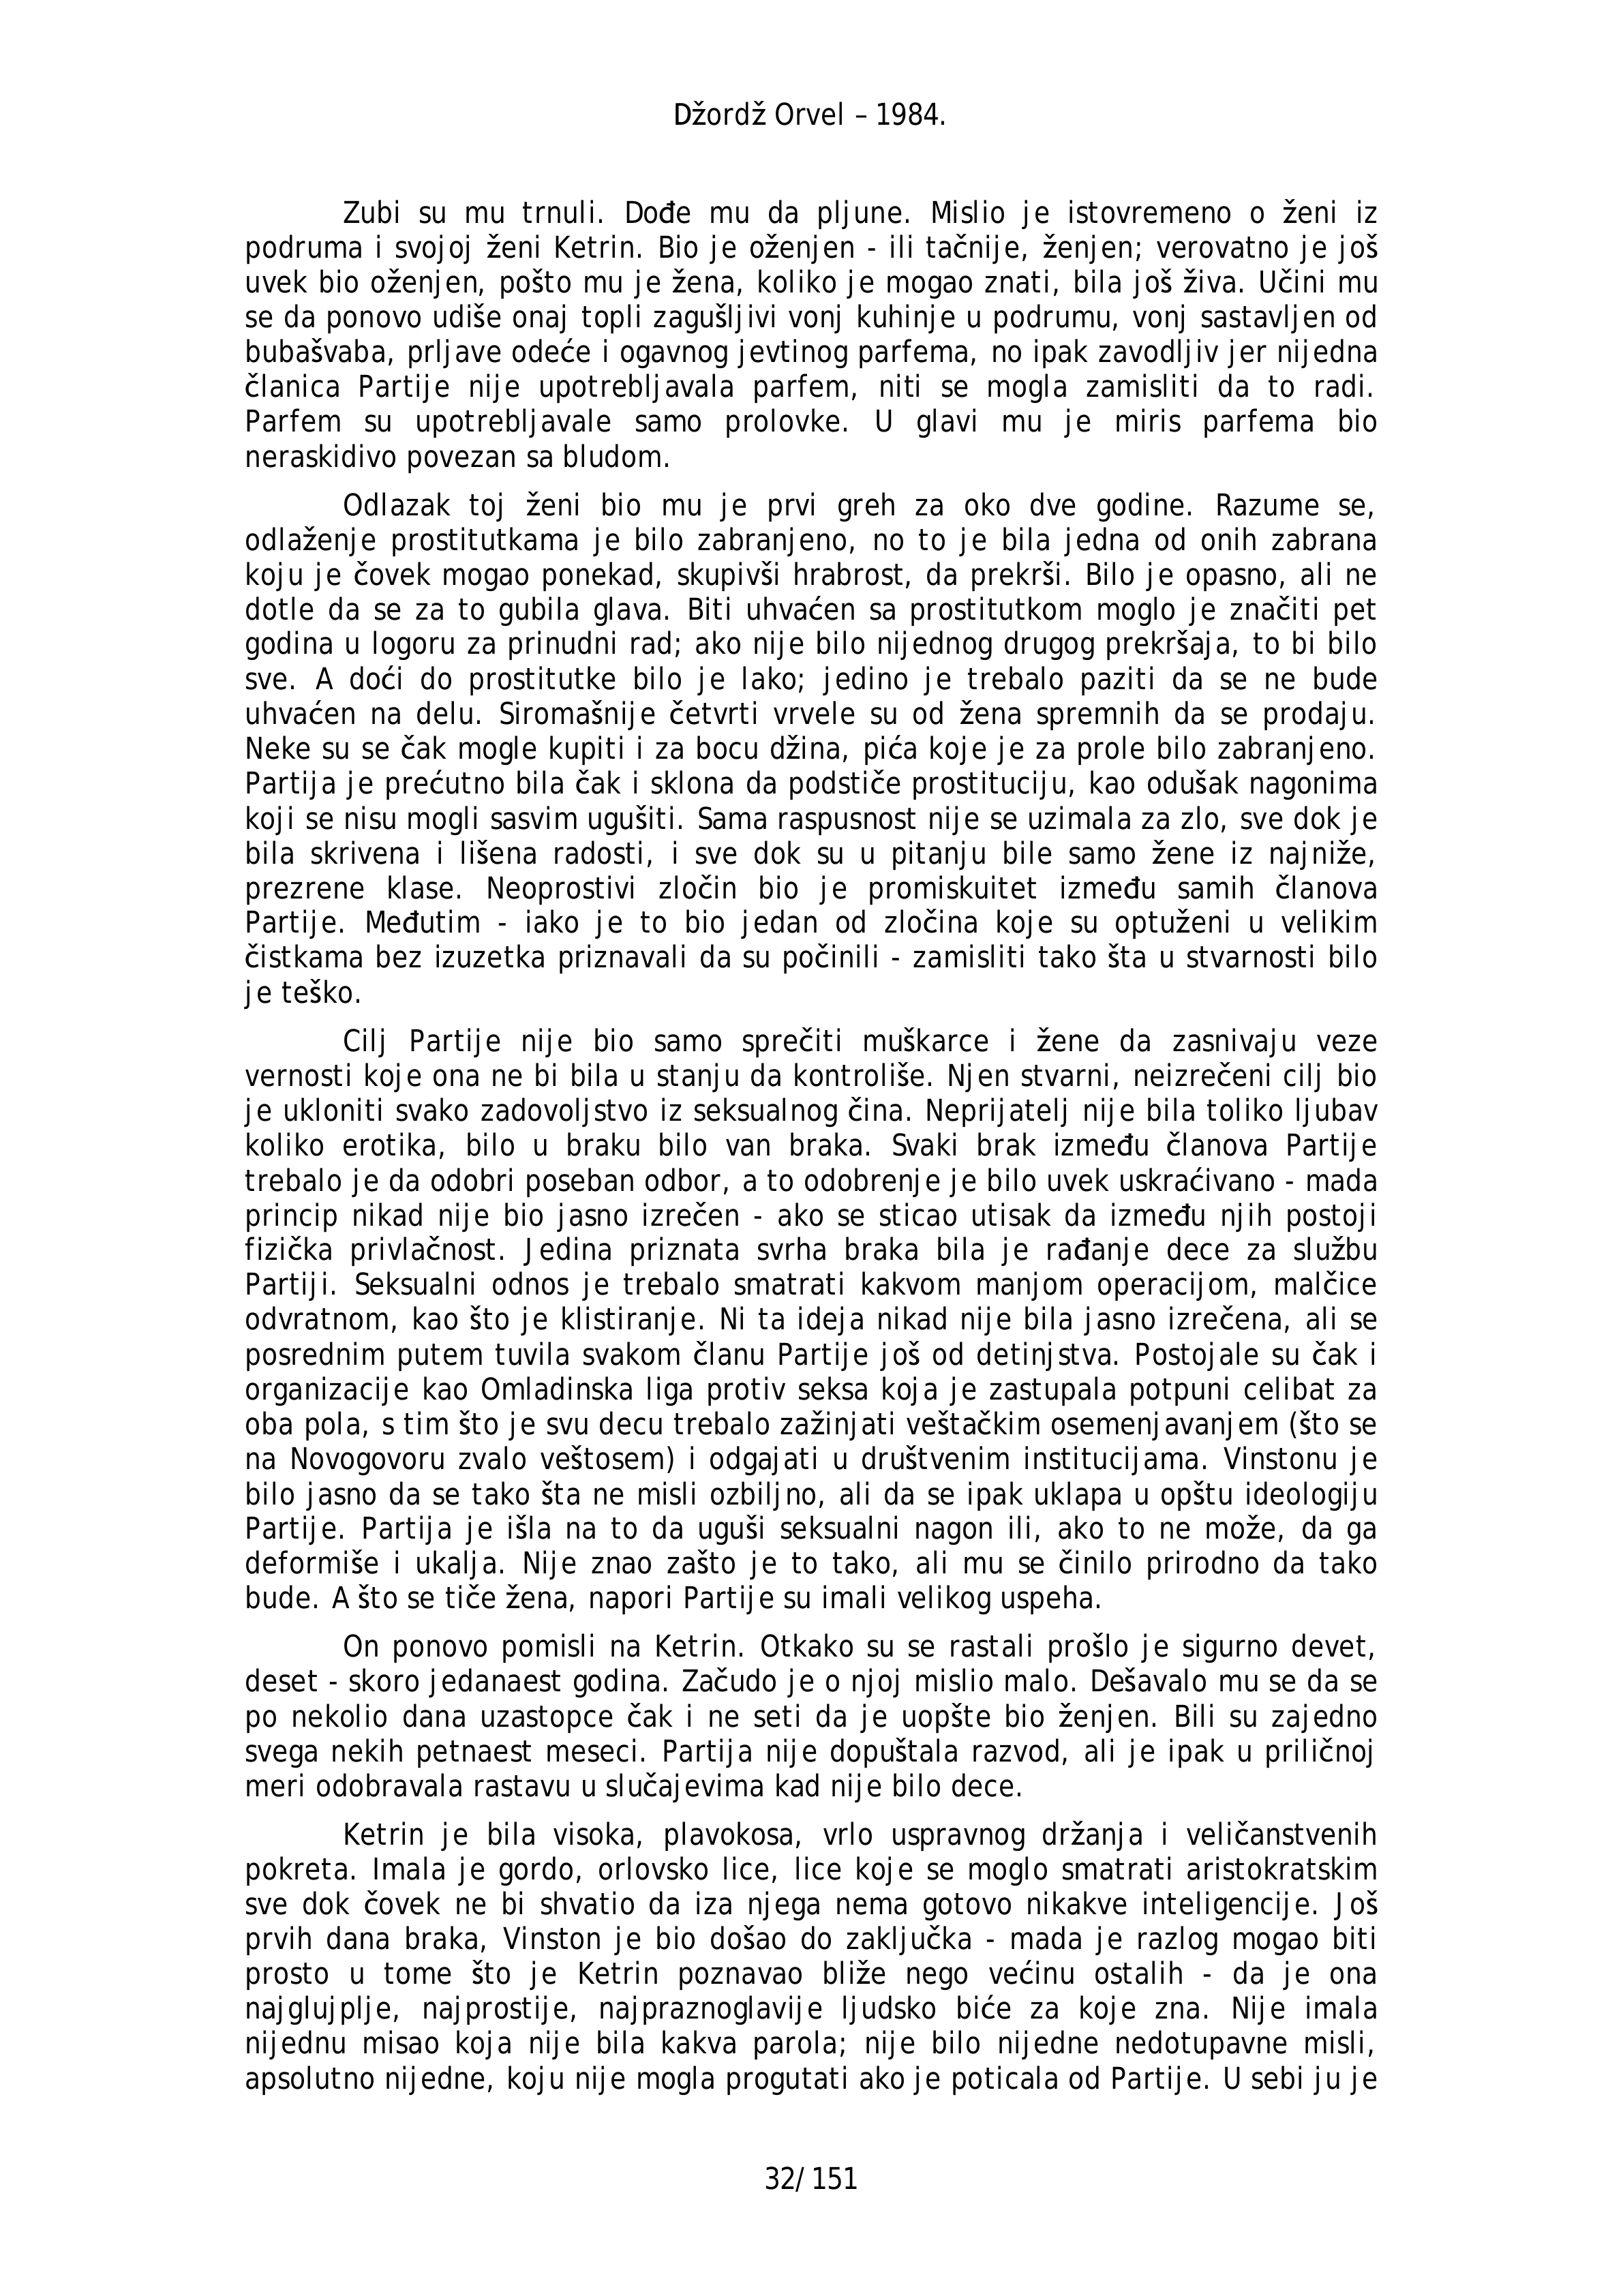 Džordž Orvel – 1984.
Zubi su mu trnuli. Dođe mu da pljune. Mislio je istovremeno o ženi iz
podruma i svojoj ženi Ketrin. Bio je oženjen - ili tačnije, ženjen; verovatno je još
uvek bio oženjen, pošto mu je žena, koliko je mogao znati, bila još živa. Učini mu
se da ponovo udiše onaj topli zagušljivi vonj kuhinje u podrumu, vonj sastavljen od
bubašvaba, prljave odeće i ogavnog jevtinog parfema, no ipak zavodljiv jer nijedna
članica Partije nije upotrebljavala parfem, niti se mogla zamisliti da to radi.
Parfem su upotrebljavale samo prolovke. U glavi mu je miris parfema bio
neraskidivo povezan sa bludom.
Odlazak toj ženi bio mu je prvi greh za oko dve godine. Razume se,
odlaženje prostitutkama je bilo zabranjeno, no to je bila jedna od onih zabrana
koju je čovek mogao ponekad, skupivši hrabrost, da prekrši. Bilo je opasno, ali ne
dotle da se za to gubila glava. Biti uhvaćen sa prostitutkom moglo je značiti pet
godina u logoru za prinudni rad; ako nije bilo nijednog drugog prekršaja, to bi bilo
sve. A doći do prostitutke bilo je lako; jedino je trebalo paziti da se ne bude
uhvaćen na delu. Siromašnije četvrti vrvele su od žena spremnih da se prodaju.
Neke su se čak mogle kupiti i za bocu džina, pića koje je za prole bilo zabranjeno.
Partija je prećutno bila čak i sklona da podstiče prostituciju, kao odušak nagonima
koji se nisu mogli sasvim ugušiti. Sama raspusnost nije se uzimala za zlo, sve dok je
bila skrivena i lišena radosti, i sve dok su u pitanju bile samo žene iz najniže,
prezrene klase. Neoprostivi zločin bio je promiskuitet između samih članova
Partije. Međutim - iako je to bio jedan od zločina koje su optuženi u velikim
čistkama bez izuzetka priznavali da su počinili - zamisliti tako šta u stvarnosti bilo
je teško.
Cilj Partije nije bio samo sprečiti muškarce i žene da zasnivaju veze
vernosti koje ona ne bi bila u stanju da kontroliše. Njen stvarni, neizrečeni cilj bio
je ukloniti svako zadovoljstvo iz seksualnog čina. Neprijatelj nije bila toliko ljubav
koliko erotika, bilo u braku bilo van braka. Svaki brak između članova Partije
trebalo je da odobri poseban odbor, a to odobrenje je bilo uvek uskraćivano - mada
princip nikad nije bio jasno izrečen - ako se sticao utisak da između njih postoji
fizička privlačnost. Jedina priznata svrha braka bila je rađanje dece za službu
Partiji. Seksualni odnos je trebalo smatrati kakvom manjom operacijom, malčice
odvratnom, kao što je klistiranje. Ni ta ideja nikad nije bila jasno izrečena, ali se
posrednim putem tuvila svakom članu Partije još od detinjstva. Postojale su čak i
organizacije kao Omladinska liga protiv seksa koja je zastupala potpuni celibat za
oba pola, s tim što je svu decu trebalo zažinjati veštačkim osemenjavanjem (što se
na Novogovoru zvalo veštosem) i odgajati u društvenim institucijama. Vinstonu je
bilo jasno da se tako šta ne misli ozbiljno, ali da se ipak uklapa u opštu ideologiju
Partije. Partija je išla na to da uguši seksualni nagon ili, ako to ne može, da ga
deformiše i ukalja. Nije znao zašto je to tako, ali mu se činilo prirodno da tako
bude. A što se tiče žena, napori Partije su imali velikog uspeha.
On ponovo pomisli na Ketrin. Otkako su se rastali prošlo je sigurno devet,
deset - skoro jedanaest godina. Začudo je o njoj mislio malo. Dešavalo mu se da se
po nekolio dana uzastopce čak i ne seti da je uopšte bio ženjen. Bili su zajedno
svega nekih petnaest meseci. Partija nije dopuštala razvod, ali je ipak u priličnoj
meri odobravala rastavu u slučajevima kad nije bilo dece.
Ketrin je bila visoka, plavokosa, vrlo uspravnog držanja i veličanstvenih
pokreta. Imala je gordo, orlovsko lice, lice koje se moglo smatrati aristokratskim
sve dok čovek ne bi shvatio da iza njega nema gotovo nikakve inteligencije. Još
prvih dana braka, Vinston je bio došao do zaključka - mada je razlog mogao biti
prosto u tome što je Ketrin poznavao bliže nego većinu ostalih - da je ona
najglujplje, najprostije, najpraznoglavije ljudsko biće za koje zna. Nije imala
nijednu misao koja nije bila kakva parola; nije bilo nijedne nedotupavne misli,
apsolutno nijedne, koju nije mogla progutati ako je poticala od Partije. U sebi ju je
32/ 151